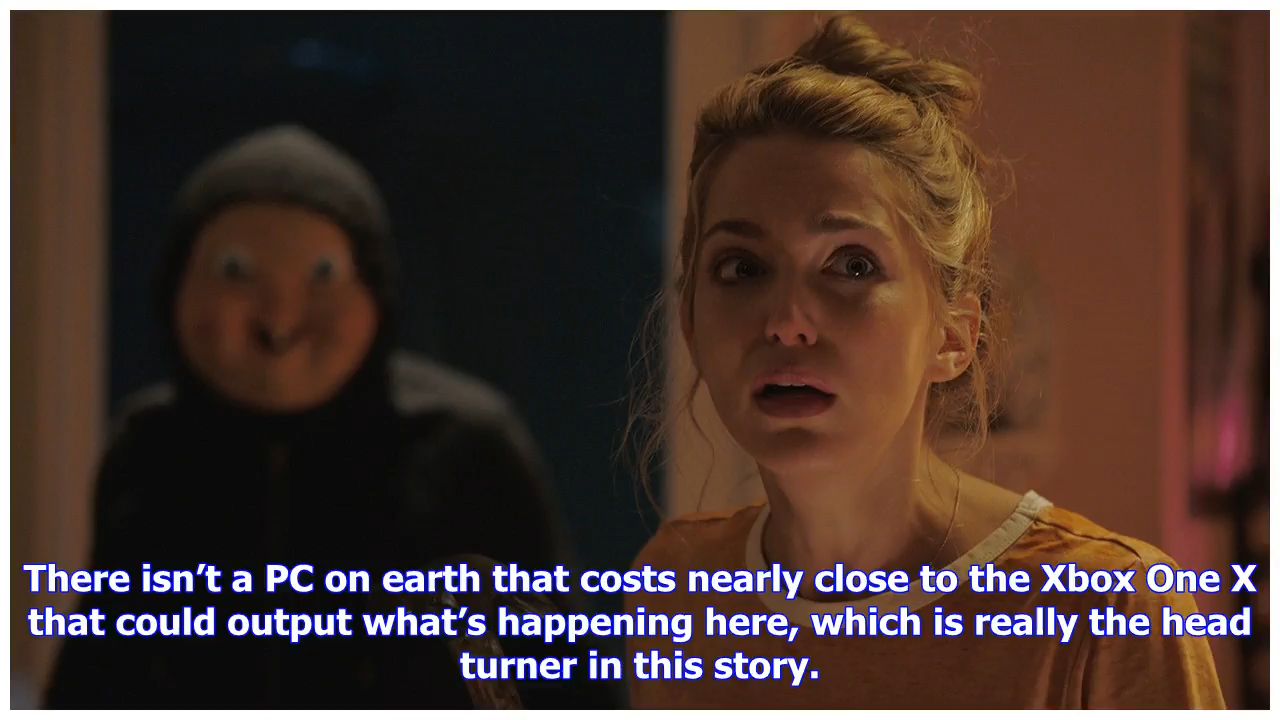 There isn’t a PC on earth that costs nearly close to the Xbox One X
that could output what’s happening here, which is really the head
turner in this story.